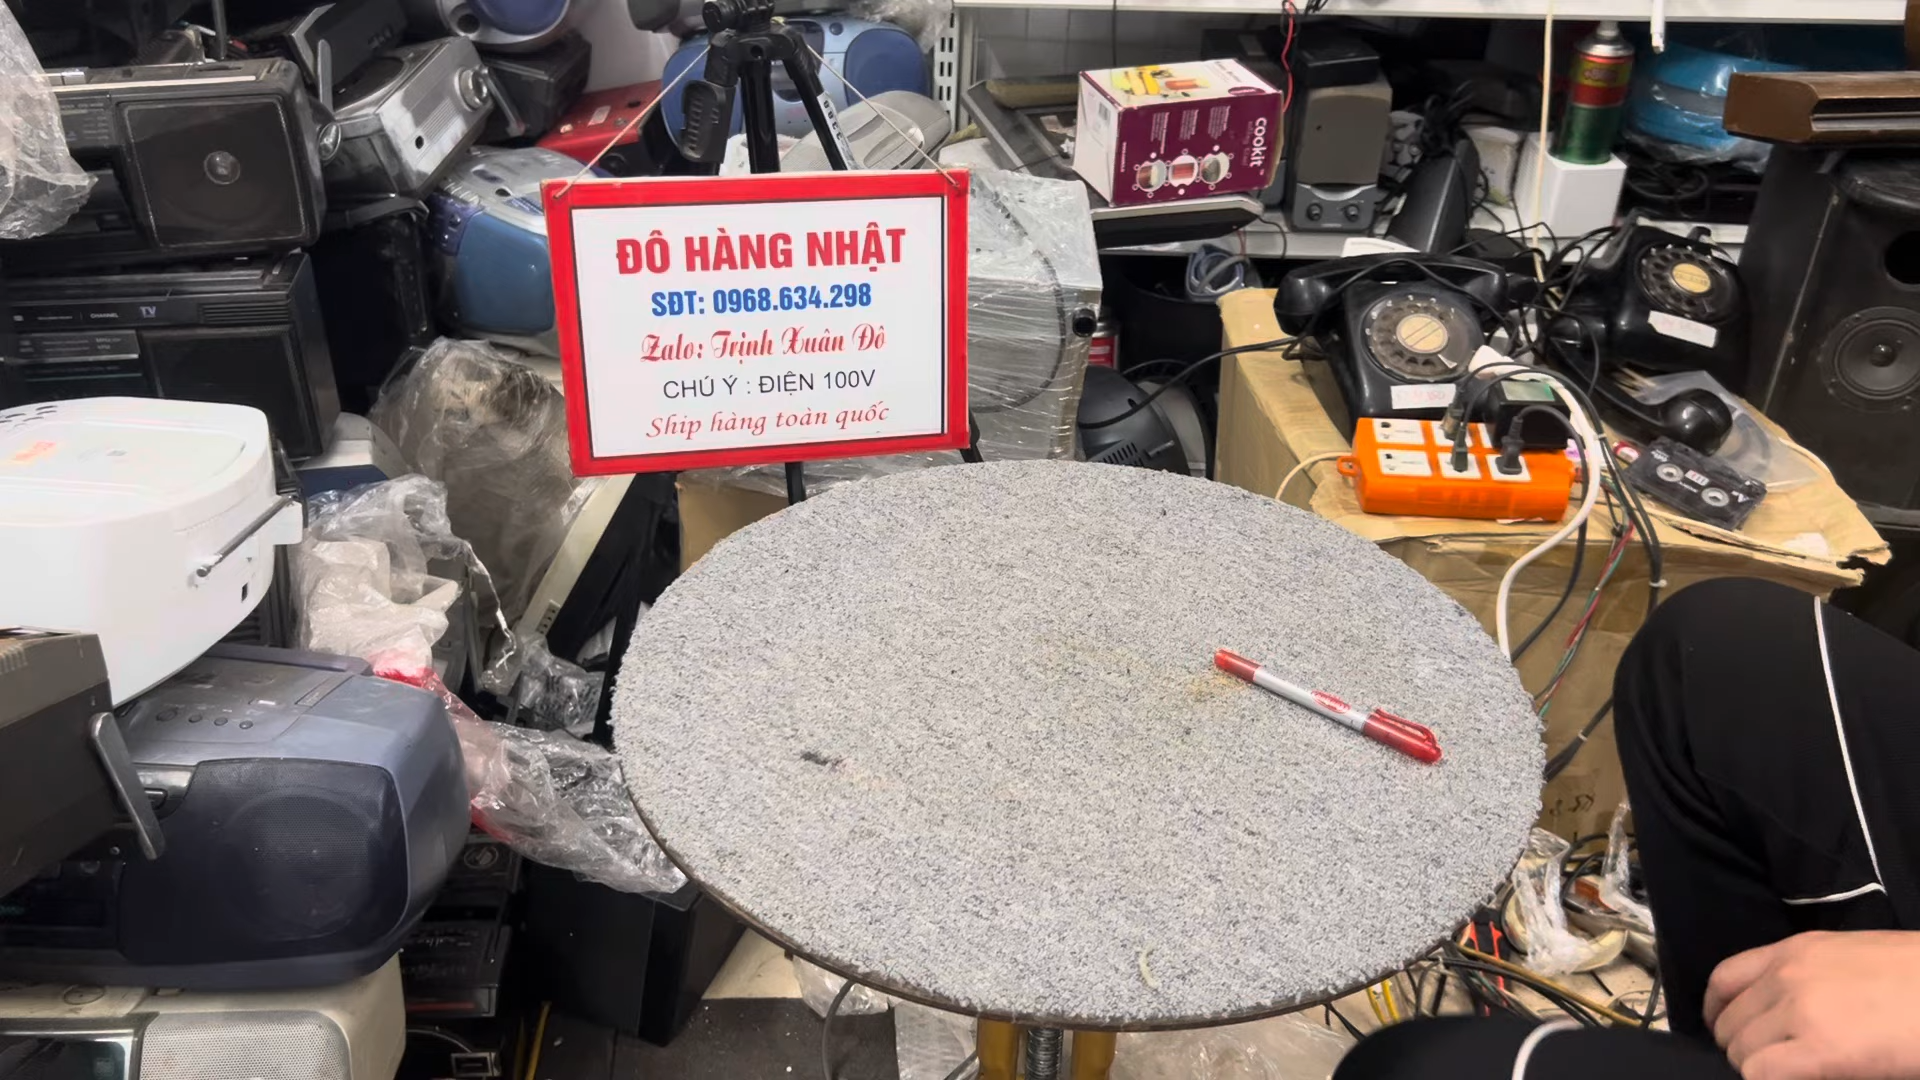 ĐÔ HÀNG NHẬT
SĐT: 0968.634.298
Zalo: Trịnh Xuân Đô
CHÚ Ý : ĐIỆN 100V
Ship hàng toàn quốc
cookit
TV